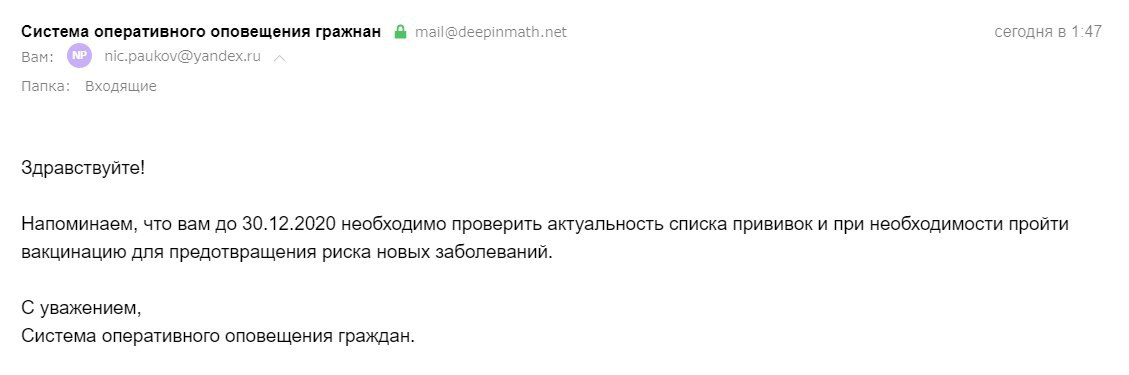 Система оперативного оповещения гражнан mail@deepinmath.net сегодня в 1:47
Вам: NP nic.paukov@yandex.ru
Папка: Входящие
Здравствуйте!
Напоминаем, что вам до 30.12.2020 необходимо проверить актуальность списка прививок и при необходимости пройти
вакцинацию для предотвращения риска новых заболеваний.
С уважением,
Система оперативного оповещения граждан.